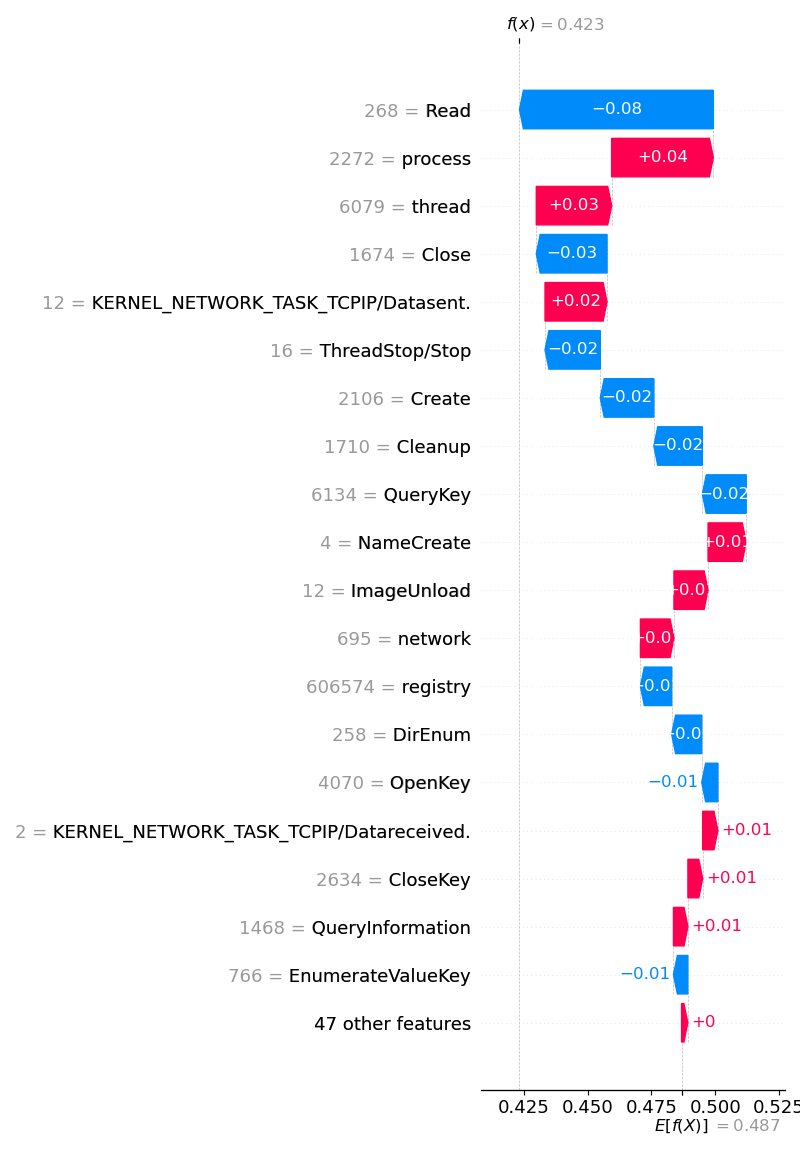 f(x) = 0.423
268 = Read −0.08
2272 = process +0.04
6079 = thread +0.03
1674 = Close −0.03
12 = KERNEL_NETWORK_TASK_TCPIP/Datasent. +0.02
16 = ThreadStop/Stop −0.02
2106 = Create −0.02
1710 = Cleanup −0.02
6134 = QueryKey −0.02
4 = NameCreate +0.01
12 = ImageUnload
695 = network
606574 = registry
258 = DirEnum
4070 = OpenKey −0.01
2 = KERNEL_NETWORK_TASK_TCPIP/Datareceived. +0.01
2634 = CloseKey +0.01
1468 = QueryInformation +0.01
766 = EnumerateValueKey −0.01
47 other features +0
0.425 0.450 0.475 0.500 0.525
E[f(X)] = 0.487